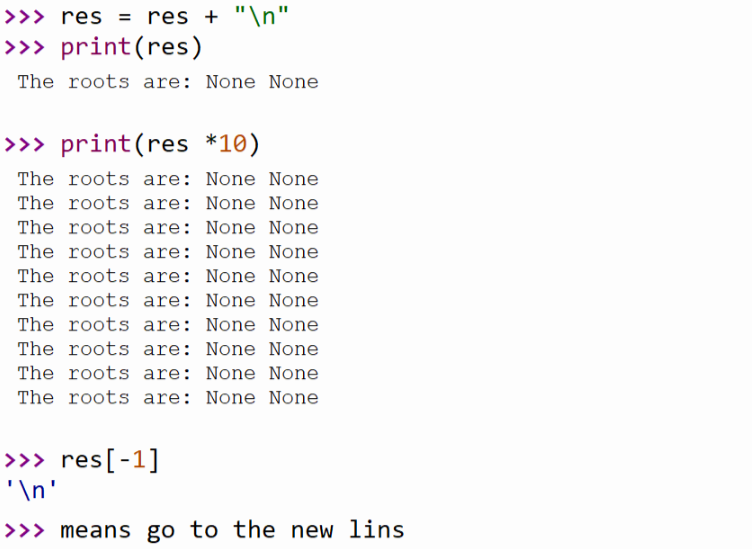 >>> res = res + "\n"
>>> print(res)
The roots are: None None
>>> print(res *10)
The roots are: None None
The roots are: None None
The roots are: None None
The roots are: None None
The roots are: None None
The roots are: None None
The roots are: None None
The roots are: None None
The roots are: None None
The roots are: None None
>>> res[-1]
'\n'
>>> means go to the new lins